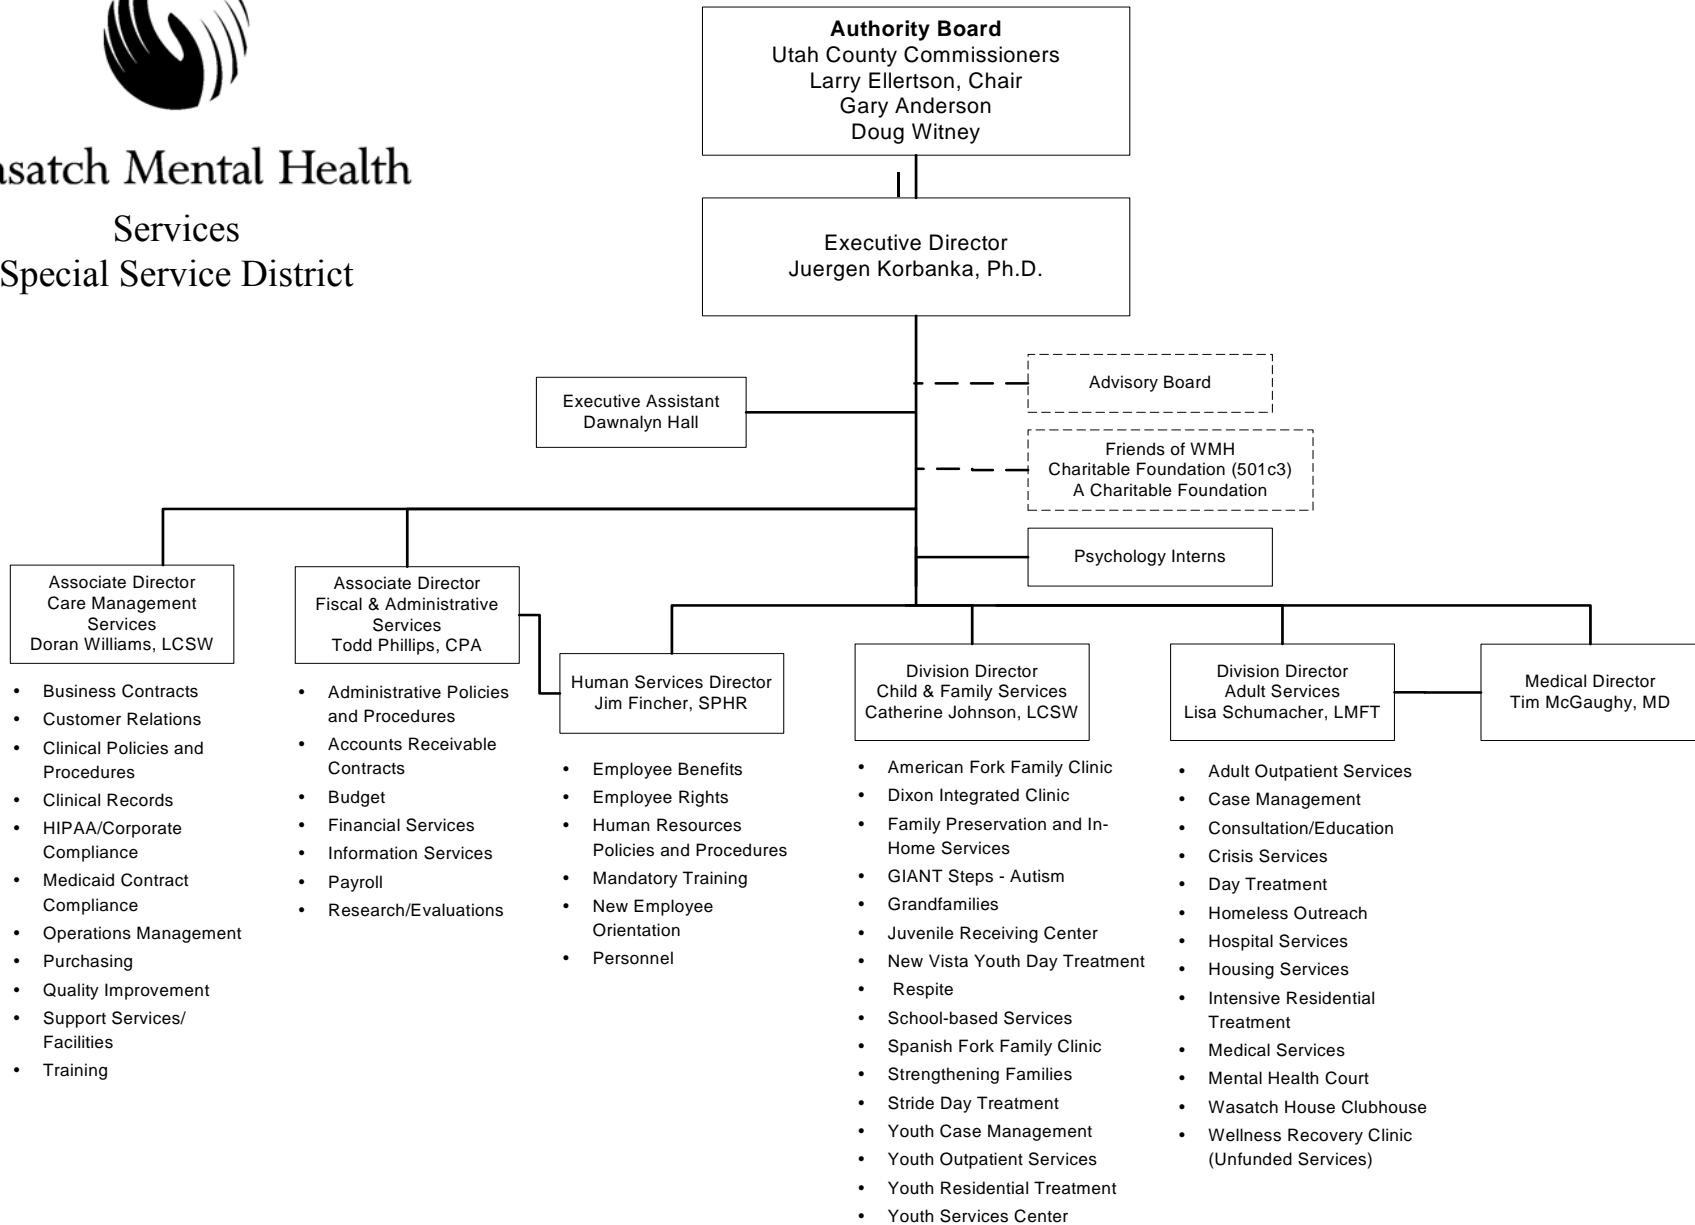 asatch Mental Health
Services
Special Service District
Authority Board
Utah County Commissioners
Larry Ellertson, Chair
Gary Anderson
Doug Witney
Executive Director
Juergen Korbanka, Ph.D.
Executive Assistant
Dawnalyn Hall
Advisory Board
Friends of WMH
Charitable Foundation (501c3)
A Charitable Foundation
Psychology Interns
Associate Director
Care Management
Services
Doran Williams, LCSW
• Business Contracts
• Customer Relations
• Clinical Policies and
Procedures
• Clinical Records
• HIPAA/Corporate
Compliance
• Medicaid Contract
Compliance
• Operations Management
• Purchasing
• Quality Improvement
• Support Services/
Facilities
• Training
Associate Director
Fiscal & Administrative
Services
Todd Phillips, CPA
• Administrative Policies
and Procedures
• Accounts Receivable
Contracts
• Budget
• Financial Services
• Information Services
• Payroll
• Research/Evaluations
Human Services Director
Jim Fincher, SPHR
• Employee Benefits
• Employee Rights
• Human Resources
Policies and Procedures
• Mandatory Training
• New Employee
Orientation
• Personnel
Division Director
Child & Family Services
Catherine Johnson, LCSW
• American Fork Family Clinic
• Dixon Integrated Clinic
• Family Preservation and In-
Home Services
• GIANT Steps - Autism
• Grandfamilies
• Juvenile Receiving Center
• New Vista Youth Day Treatment
• Respite
• School-based Services
• Spanish Fork Family Clinic
• Strengthening Families
• Stride Day Treatment
• Youth Case Management
• Youth Outpatient Services
• Youth Residential Treatment
• Youth Services Center
Division Director
Adult Services
Lisa Schumacher, LMFT
• Adult Outpatient Services
• Case Management
• Consultation/Education
• Crisis Services
• Day Treatment
• Homeless Outreach
• Hospital Services
• Housing Services
• Intensive Residential
Treatment
• Medical Services
• Mental Health Court
• Wasatch House Clubhouse
• Wellness Recovery Clinic
(Unfunded Services)
Medical Director
Tim McGaughy, MD